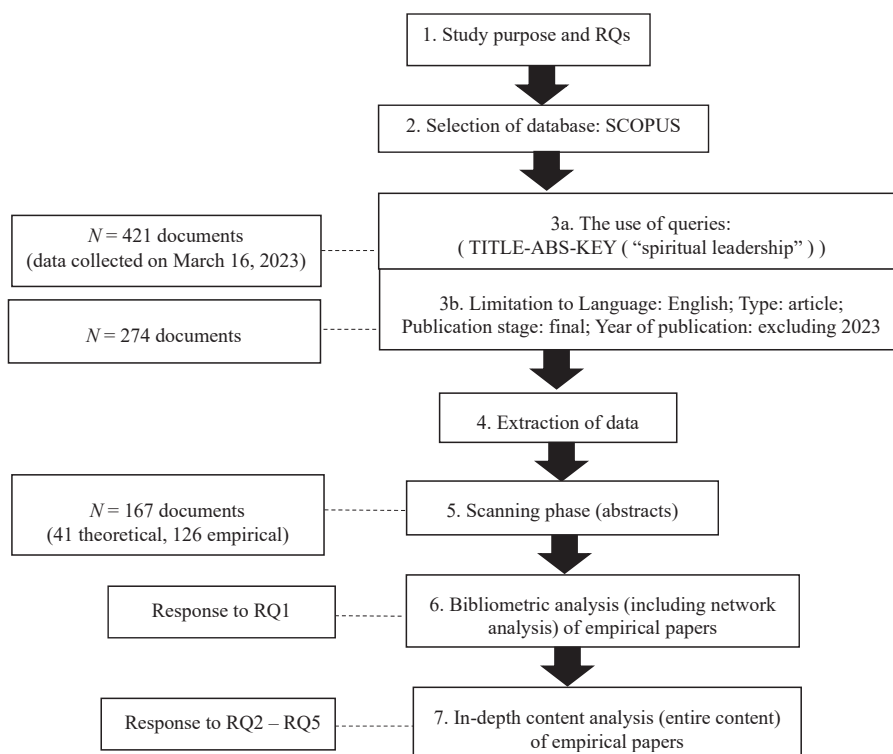 1. Study purpose and RQs
2. Selection of database: SCOPUS
N = 421 documents
(data collected on March 16, 2023)
3a. The use of queries:
( TITLE-ABS-KEY ( “spiritual leadership” ) )
N = 274 documents
3b. Limitation to Language: English; Type: article;
Publication stage: final; Year of publication: excluding 2023
4. Extraction of data
N = 167 documents
(41 theoretical, 126 empirical)
5. Scanning phase (abstracts)
Response to RQ1
6. Bibliometric analysis (including network
analysis) of empirical papers
Response to RQ2 – RQ5
7. In-depth content analysis (entire content)
of empirical papers